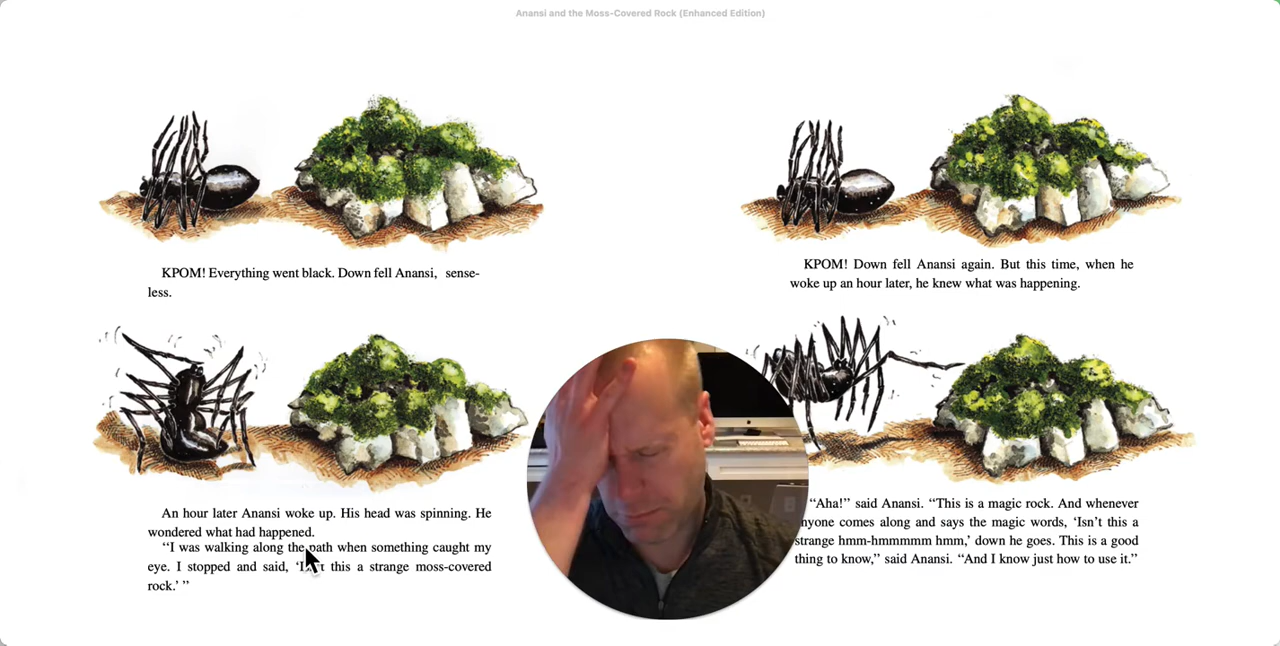 Anansi and the Moss-Covered Rock (Enhanced Edition)
KPOM! Everything went black. Down fell Anansi, sense-
less.
An hour later Anansi woke up. His head was spinning. He
wondered what had happened.
“I was walking along the path when something caught my
eye. I stopped and said, ‘I t this a strange moss-covered
rock.’ ”
KPOM! Down fell Anansi again. But this time, when he
woke up an hour later, he knew what was happening.
“Aha!” said Anansi. “This is a magic rock. And whenever
nyone comes along and says the magic words, ‘Isn’t this a
strange hmm-hmmmmm hmm,’ down he goes. This is a good
thing to know,” said Anansi. “And I know just how to use it.”